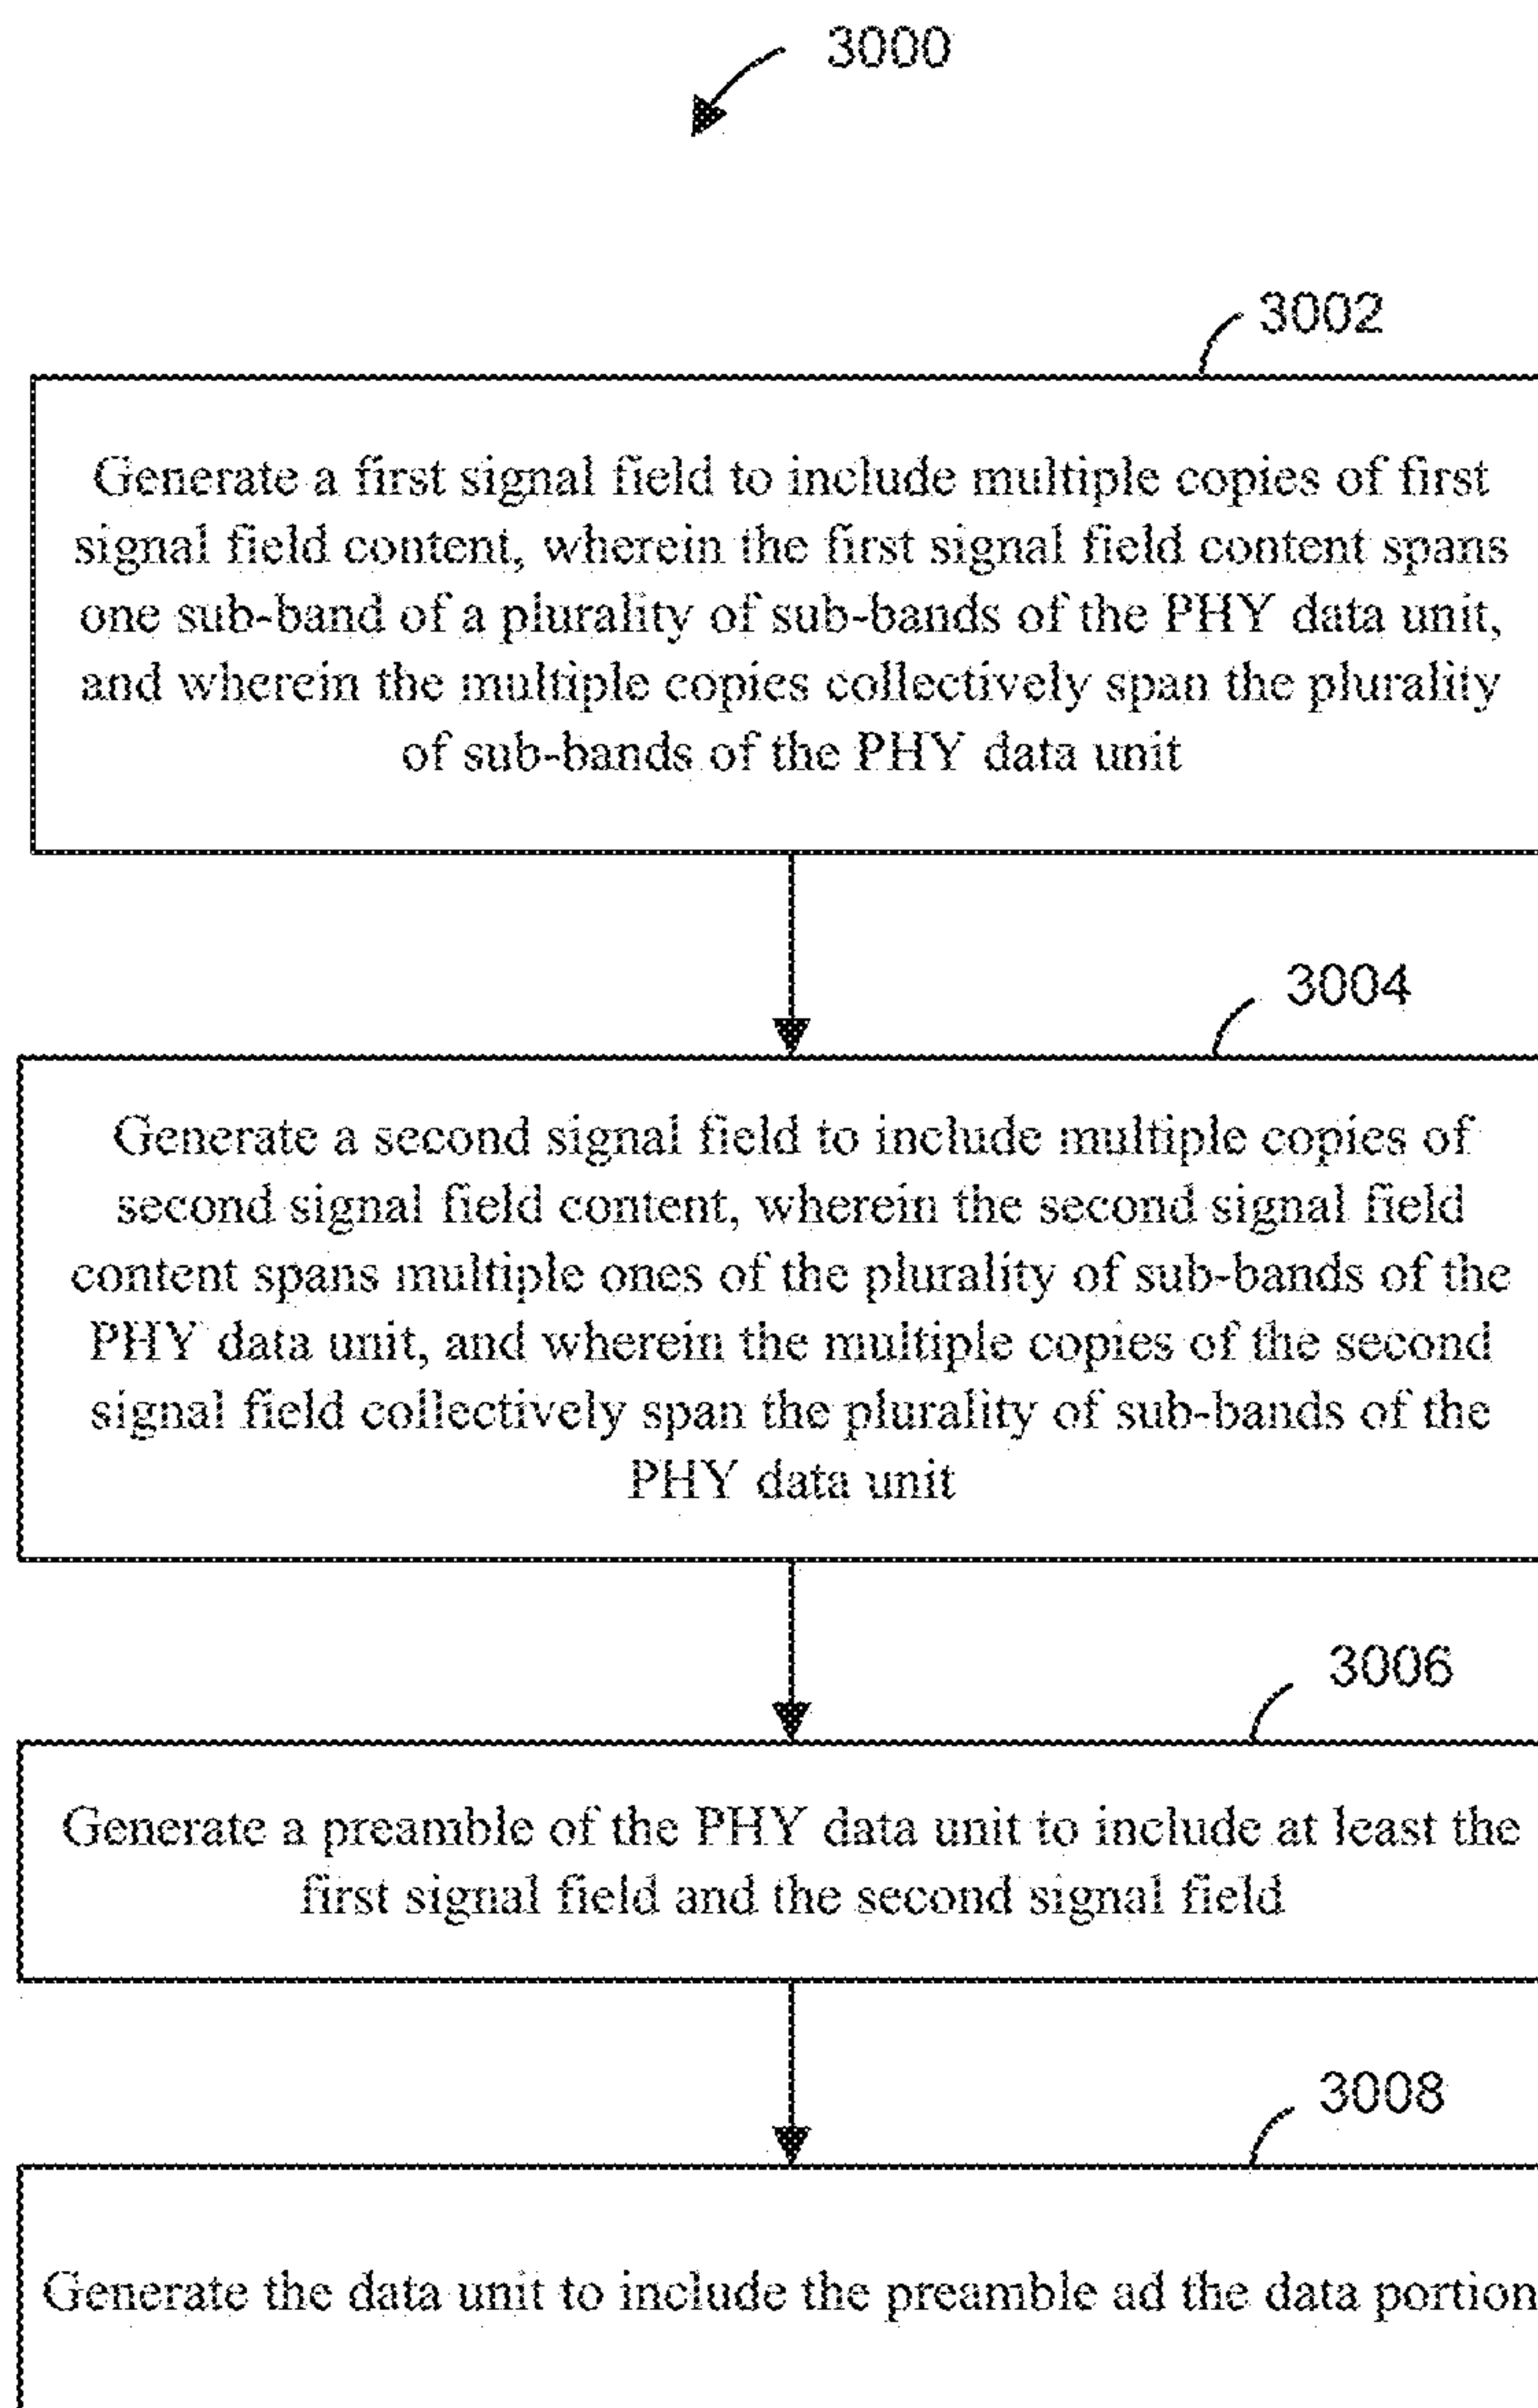 3000
3002
Generate a first signal field to include multiple copies of first
signal field content, wherein the first signal field content spans
one sub-band of a plurality of sub-bands of the PHY data unit,
and wherein the multiple copies collectively span the plurality
of sub-bands of the PHY data unit
3004
Generate a second signal field to include multiple copies of
second signal field content, wherein the second signal field
content spans multiple ones of the plurality of sub-bands of the
PHY data unit, and wherein the multiple copies of the second
signal field collectively span the plurality of sub-bands of the
PHY data unit
3006
Generate a preamble of the PHY data unit to include at least the
first signal field and the second signal field
3008
Generate the data unit to include the preamble ad the data portion